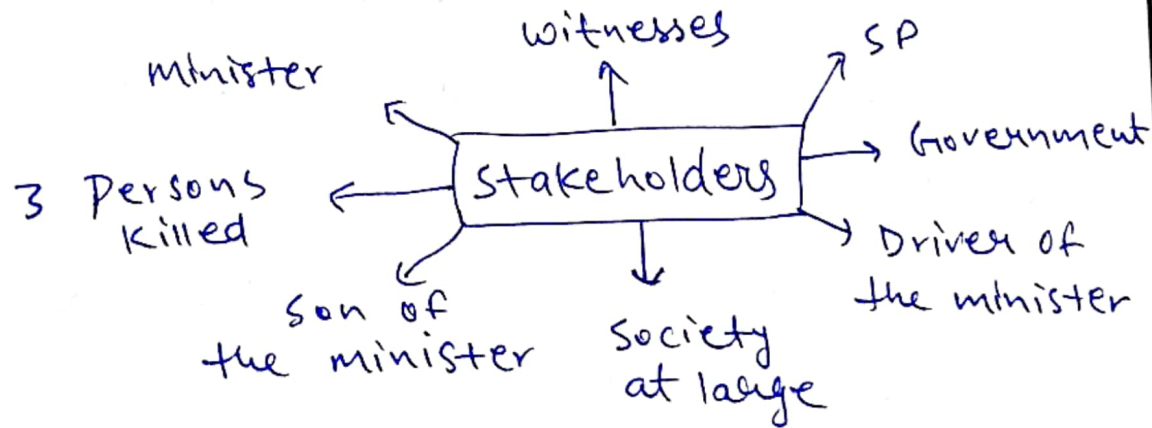 witnesses
SP
minister
Government
stakeholders
3 Persons
killed
Driver of
the minister
Son of
the minister
Society
at large